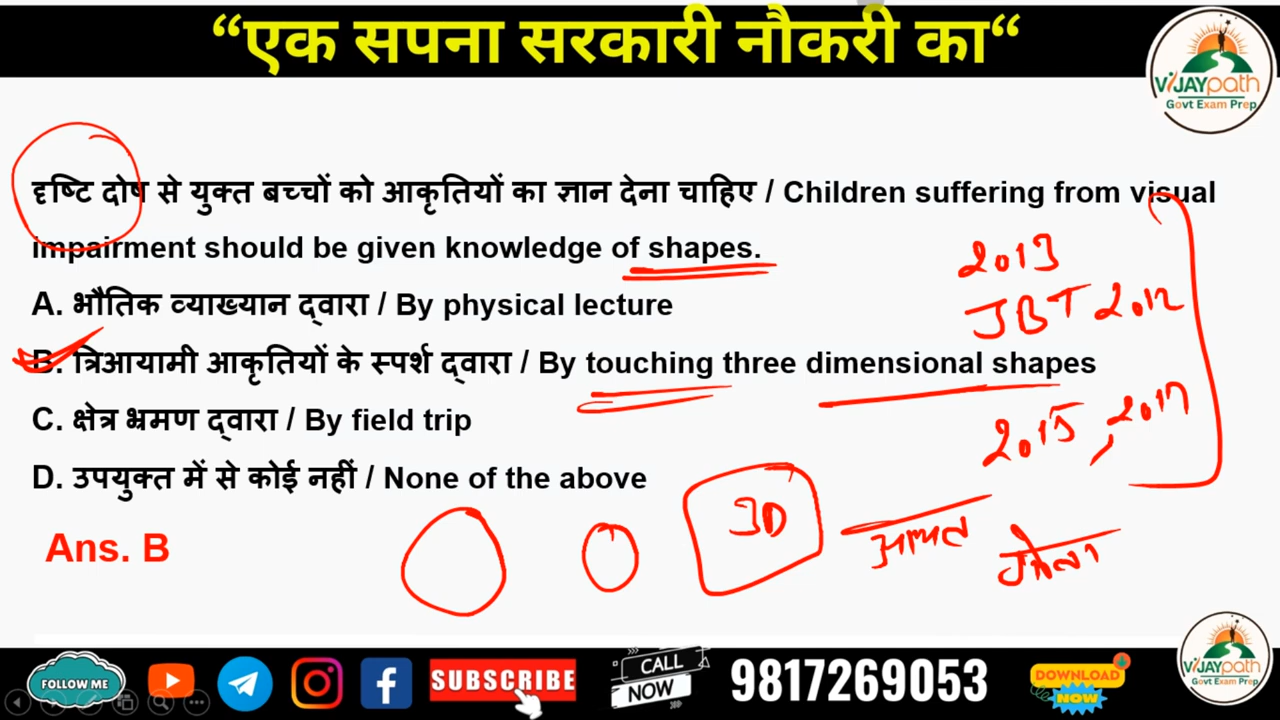 “एक सपना सरकारी नौकरी का“
VIJAYpath
Govt Exam Prep
दृष्टि दोष से युक्त बच्चों को आकृतियों का ज्ञान देना चाहिए / Children suffering from visual
impairment should be given knowledge of shapes.
2013
A. भौतिक व्याख्यान द्वारा / By physical lecture
JBT 2012
B. त्रिआयामी आकृतियों के स्पर्श द्वारा / By touching three dimensional shapes
C. क्षेत्र भ्रमण द्वारा / By field trip
2015, 2017
D. उपयुक्त में से कोई नहीं / None of the above
3D
आयत
गोला
Ans. B
FOLLOW ME
SUBSCRIBE
CALL
NOW
9817269053
DOWNLOAD
NOW
VIJAYpath
Govt Exam Prep